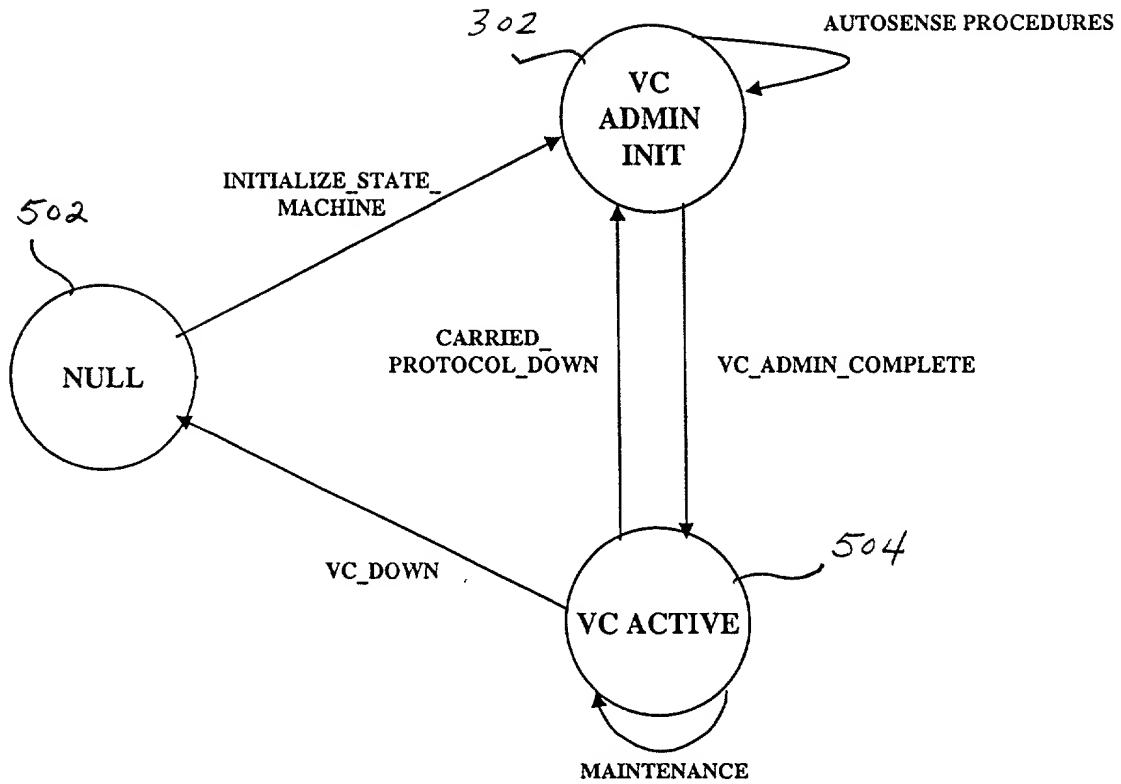 302
AUTOSENSE PROCEDURES
VC
ADMIN
INIT
INITIALIZE_STATE_
MACHINE
502
NULL
CARRIED_
PROTOCOL_DOWN
VC_ADMIN_COMPLETE
VC_DOWN
504
VC ACTIVE
MAINTENANCE